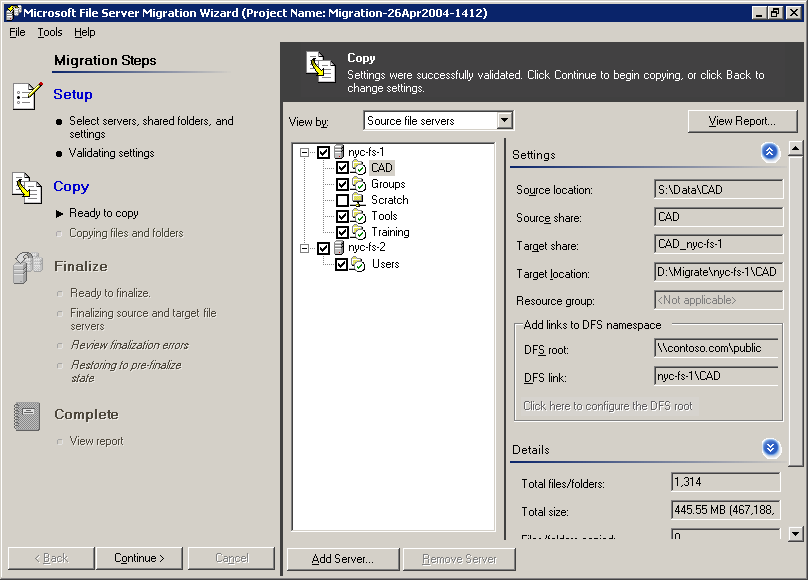 Microsoft File Server Migration Wizard (Project Name: Migration-26Apr2004-1412)
File Tools Help
Migration Steps
Setup
Select servers, shared folders, and
settings
Validating settings
Copy
Ready to copy
Copying files and folders
Finalize
Ready to finalize.
Finalizing source and target file
servers
Review finalization errors
Restoring to pre-finalize
state
Complete
View report
< Back Continue > Cancel
Copy
Settings were successfully validated. Click Continue to begin copying, or click Back to
change settings.
View by: Source file servers View Report...
nyc-fs-1
CAD
Groups
Scratch
Tools
Training
nyc-fs-2
Users
Add Server... Remove Server
Settings
Source location: S:\Data\CAD
Source share: CAD
Target share: CAD_nyc-fs-1
Target location: D:\Migrate\nyc-fs-1\CAD
Resource group: <Not applicable>
Add links to DFS namespace
DFS root: \\contoso.com\public
DFS link: nyc-fs-1\CAD
Click here to configure the DFS root
Details
Total files/folders: 1,314
Total size: 445.55 MB (467,188,
Files/folders copied: 0